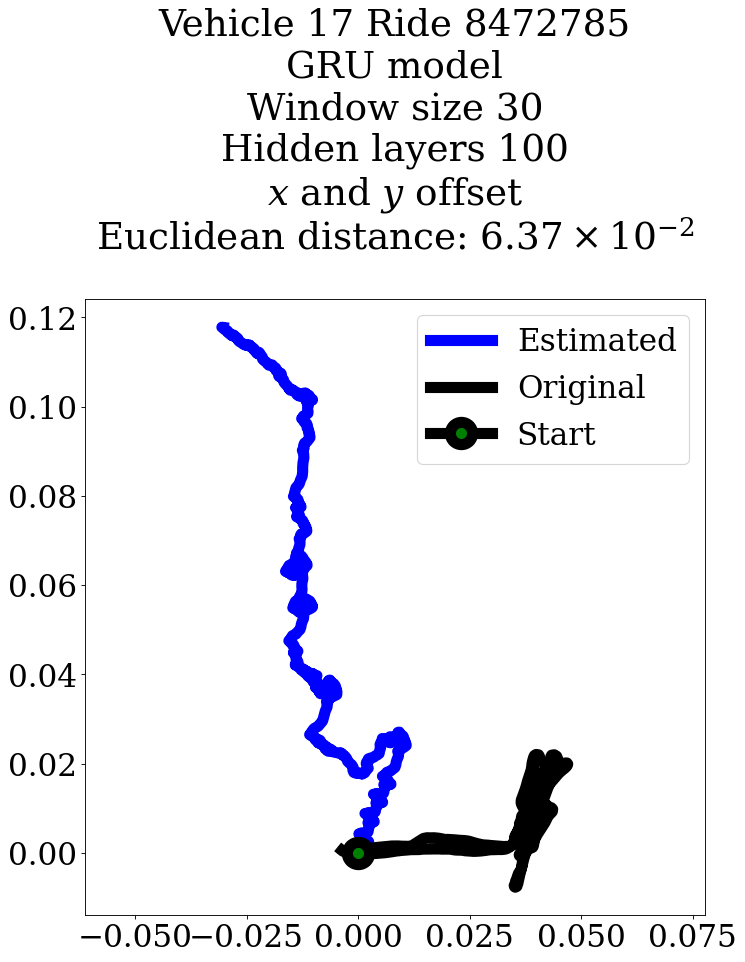 Vehicle 17 Ride 8472785
GRU model
Window size 30
Hidden layers 100
x and y offset
Euclidean distance: 6.37 × 10⁻²
Estimated
Original
Start
0.12
0.10
0.08
0.06
0.04
0.02
0.00
−0.050 −0.025 0.000 0.025 0.050 0.075